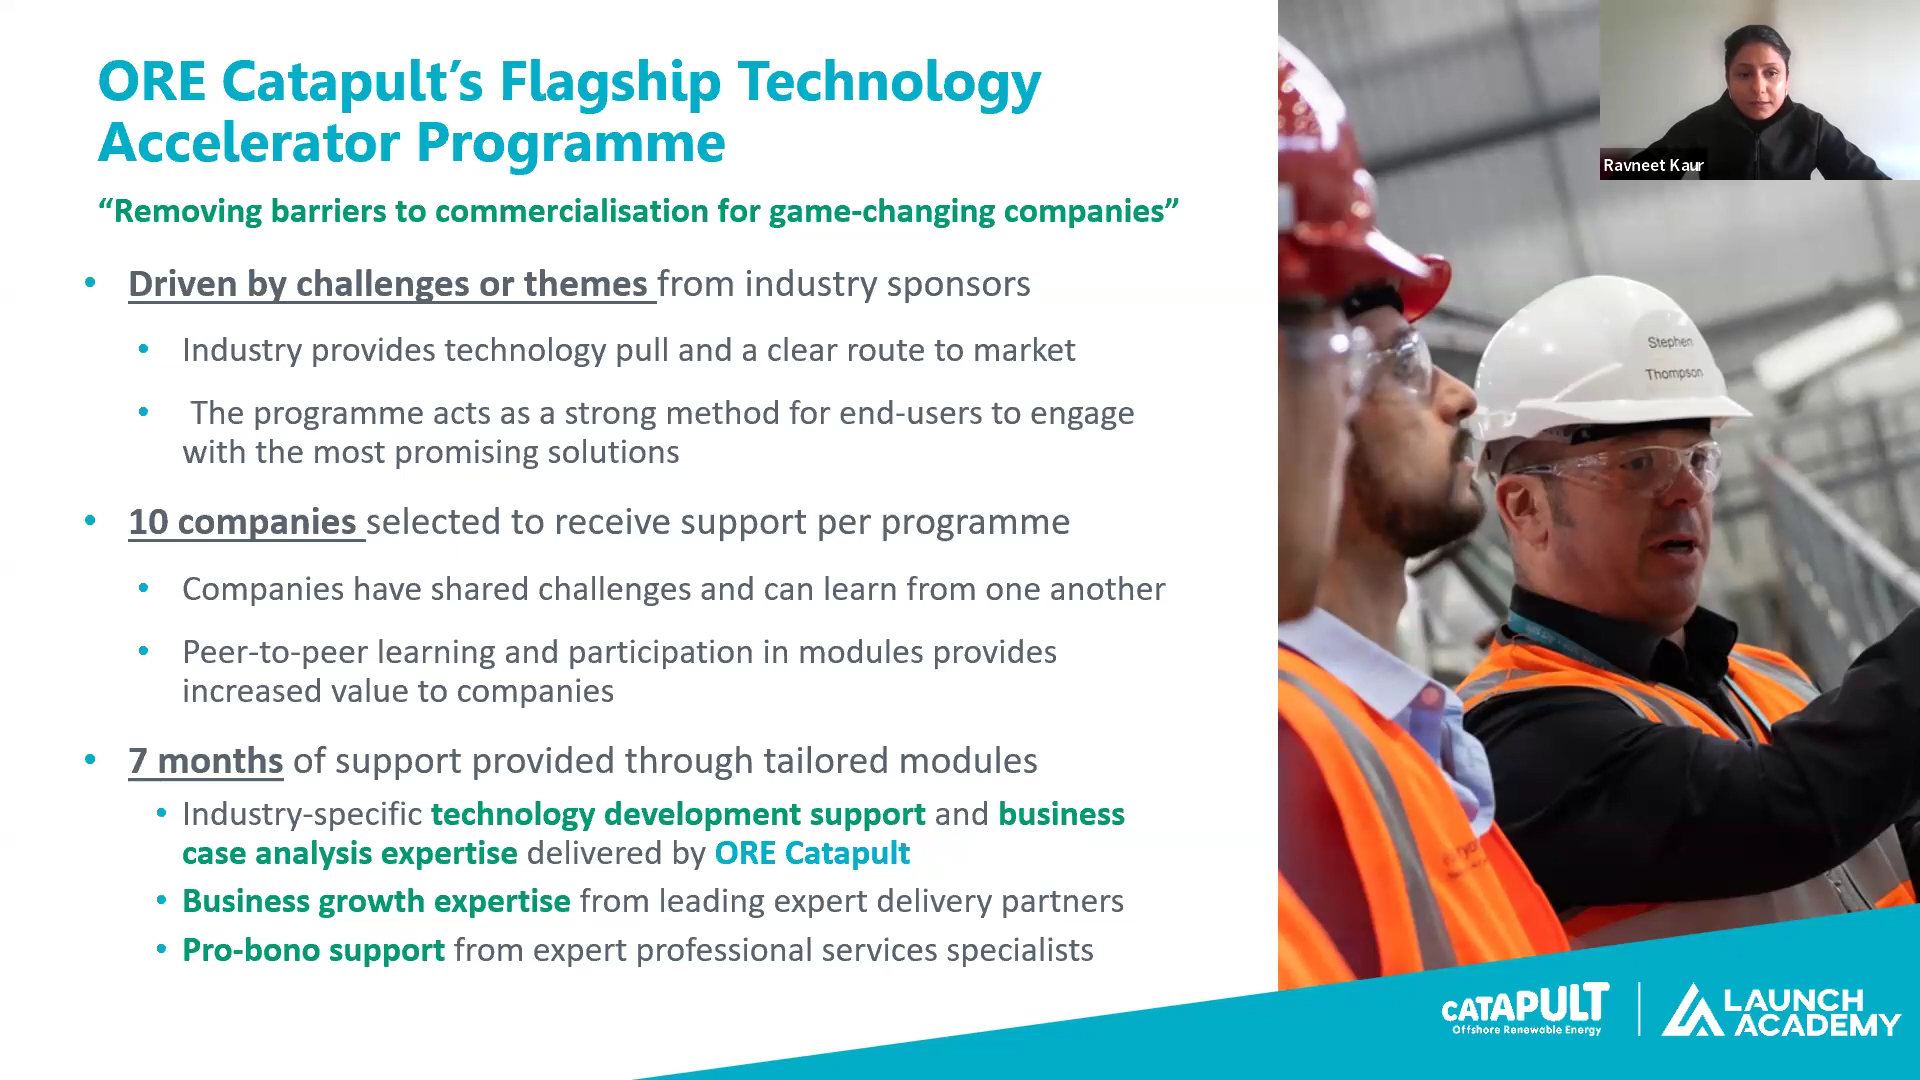 ORE Catapult’s Flagship Technology
Accelerator Programme
“Removing barriers to commercialisation for game-changing companies”
• Driven by challenges or themes from industry sponsors
• Industry provides technology pull and a clear route to market
• The programme acts as a strong method for end-users to engage
with the most promising solutions
• 10 companies selected to receive support per programme
• Companies have shared challenges and can learn from one another
• Peer-to-peer learning and participation in modules provides
increased value to companies
• 7 months of support provided through tailored modules
• Industry-specific technology development support and business
case analysis expertise delivered by ORE Catapult
• Business growth expertise from leading expert delivery partners
• Pro-bono support from expert professional services specialists
Ravneet Kaur
Stephen
Thompson
CATAPULT
Offshore Renewable Energy
LAUNCH
ACADEMY